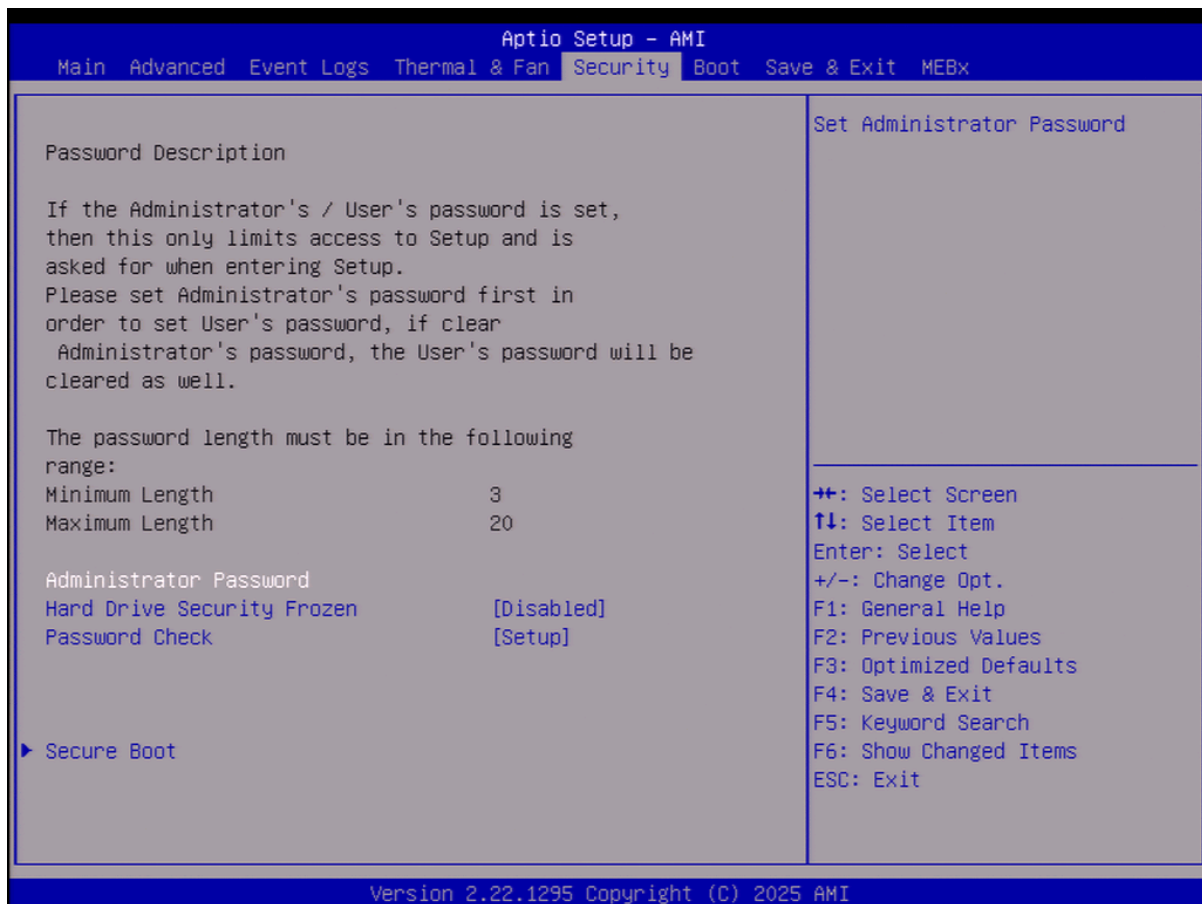 Aptio Setup – AMI
Main Advanced Event Logs Thermal & Fan Security Boot Save & Exit MEBx
Password Description
If the Administrator's / User's password is set,
then this only limits access to Setup and is
asked for when entering Setup.
Please set Administrator's password first in
order to set User's password, if clear
Administrator's password, the User's password will be
cleared as well.
The password length must be in the following
range:
Minimum Length 3
Maximum Length 20
Administrator Password
Hard Drive Security Frozen [Disabled]
Password Check [Setup]
Secure Boot
Set Administrator Password
→←: Select Screen
↑↓: Select Item
Enter: Select
+/-: Change Opt.
F1: General Help
F2: Previous Values
F3: Optimized Defaults
F4: Save & Exit
F5: Keyword Search
F6: Show Changed Items
ESC: Exit
Version 2.22.1295 Copyright (C) 2025 AMI